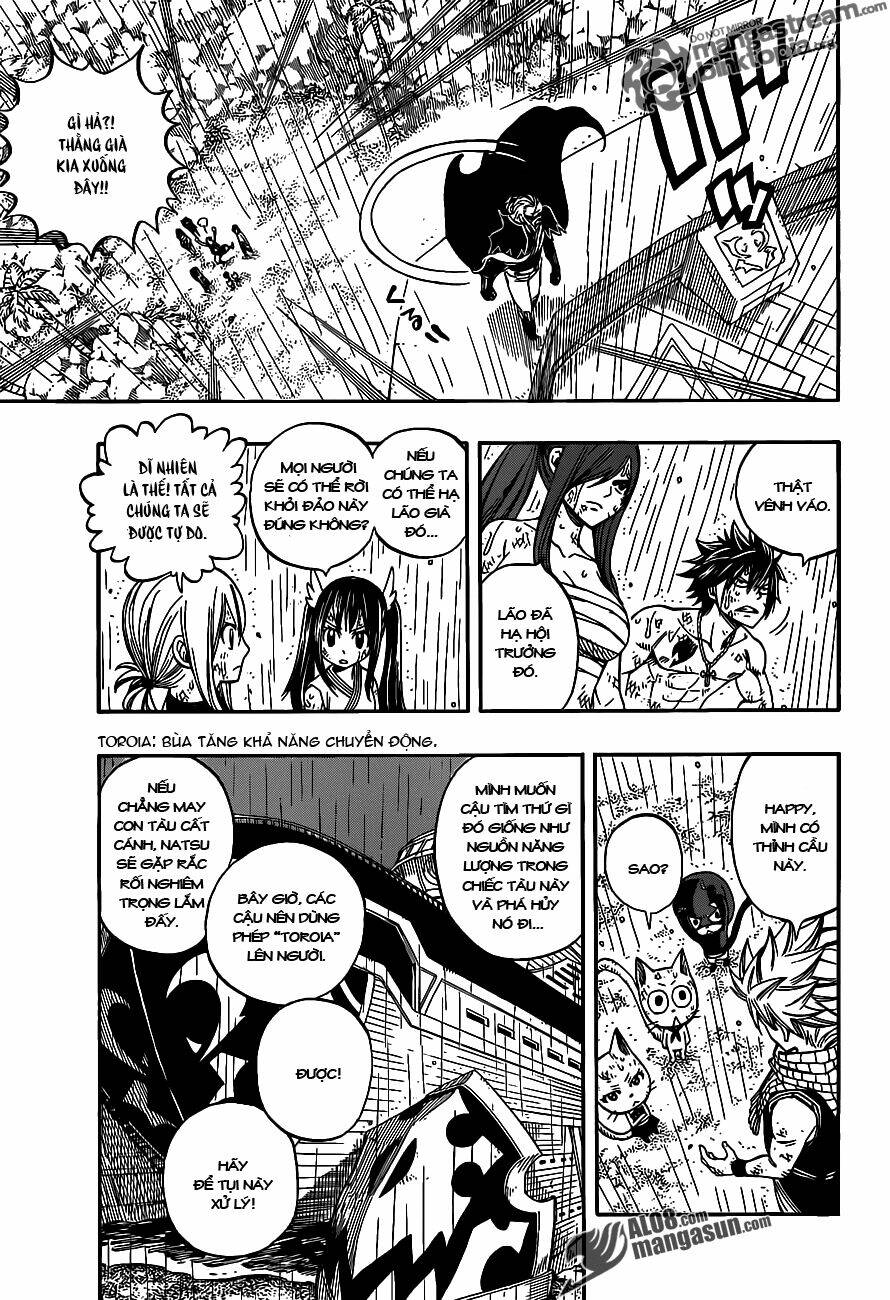 DO NOT MIRROR
mangastream.com
GÌ HẢ?!
THẰNG GIÀ
KIA XUỐNG
ĐÂY!!
THẬT
VÊNH VÁO.
LÃO ĐÃ
HẠ HỘI
TRƯỞNG
ĐÓ.
NẾU
CHÚNG TA
CÓ THỂ HẠ
LÃO GIÀ
ĐÓ...
MỌI NGƯỜI
SẼ CÓ THỂ RỜI
KHỎI ĐẢO NÀY
ĐÚNG KHÔNG?
DĨ NHIÊN
LÀ THẾ! TẤT CẢ
CHÚNG TA SẼ
ĐƯỢC TỰ DO.
TOROIA: BÙA TĂNG KHẢ NĂNG CHUYỂN ĐỘNG.
HAPPY,
MÌNH CÓ
THỈNH CẦU
NÀY.
SAO?
MÌNH MUỐN
CẬU TÌM THỨ GÌ
ĐÓ GIỐNG NHƯ
NGUỒN NĂNG
LƯỢNG TRONG
CHIẾC TÀU NÀY
VÀ PHÁ HỦY
NÓ ĐI...
NẾU
CHẲNG MAY
CON TÀU CẤT
CÁNH, NATSU
SẼ GẶP RẮC
RỐI NGHIÊM
TRỌNG LẮM
ĐẤY.
BÂY GIỜ, CÁC
CẬU NÊN DÙNG
PHÉP “TOROIA”
LÊN NGƯỜI.
ĐƯỢC!
HÃY
ĐỂ TỤI NÀY
XỬ LÝ!
AL08.com
mangasun.com